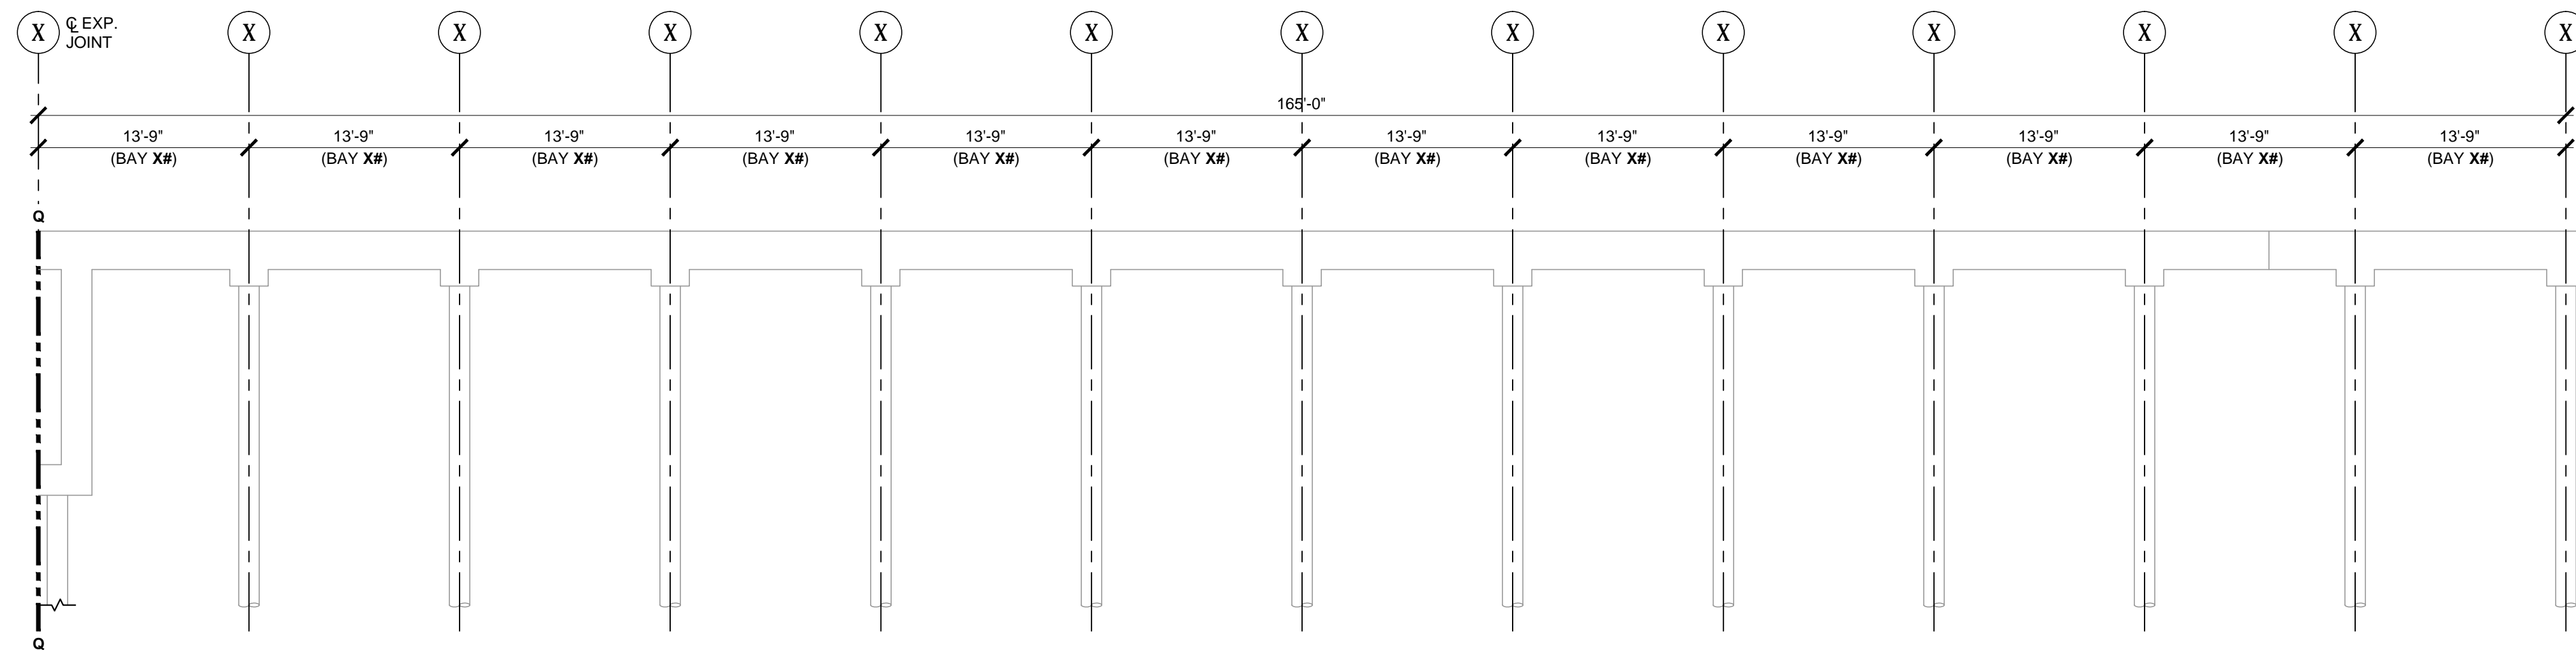 X X X X X X X X X X X X X
℄ EXP.
JOINT
165'-0"
13'-9" 13'-9" 13'-9" 13'-9" 13'-9" 13'-9" 13'-9" 13'-9" 13'-9" 13'-9" 13'-9" 13'-9"
(BAY X#) (BAY X#) (BAY X#) (BAY X#) (BAY X#) (BAY X#) (BAY X#) (BAY X#) (BAY X#) (BAY X#) (BAY X#) (BAY X#)
Q
Q